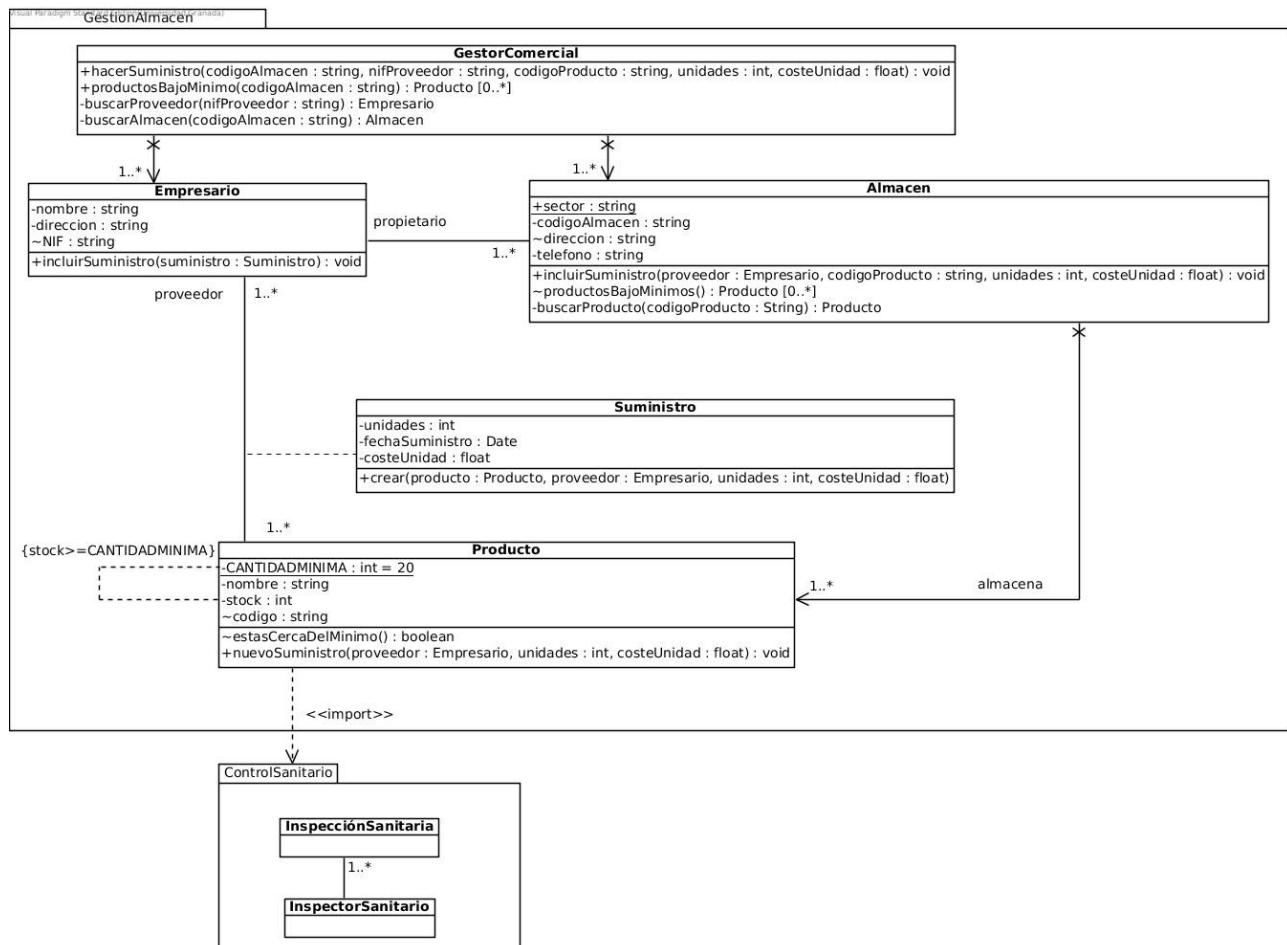 GestionAlmacen
GestorComercial
+hacerSuministro(codigoAlmacen : string, nifProveedor : string, codigoProducto : string, unidades : int, costeUnidad : float) : void
+productosBajoMinimo(codigoAlmacen : string) : Producto [0..*]
-buscarProveedor(nifProveedor : string) : Empresario
-buscarAlmacen(codigoAlmacen : string) : Almacen
1..*
1..*
Empresario
-nombre : string
-direccion : string
~NIF : string
+incluirSuministro(suministro : Suministro) : void
propietario
1..*
Almacen
+sector : string
-codigoAlmacen : string
~direccion : string
-telefono : string
+incluirSuministro(proveedor : Empresario, codigoProducto : string, unidades : int, costeUnidad : float) : void
~productosBajoMinimos() : Producto [0..*]
-buscarProducto(codigoProducto : String) : Producto
proveedor
1..*
Suministro
-unidades : int
-fechaSuministro : Date
-costeUnidad : float
+crear(producto : Producto, proveedor : Empresario, unidades : int, costeUnidad : float)
1..*
{stock>=CANTIDADMINIMA}
Producto
-CANTIDADMINIMA : int = 20
-nombre : string
-stock : int
~codigo : string
~estasCercaDelMinimo() : boolean
+nuevoSuministro(proveedor : Empresario, unidades : int, costeUnidad : float) : void
1..*
almacena
<<import>>
ControlSanitario
InspecciónSanitaria
1..*
InspectorSanitario